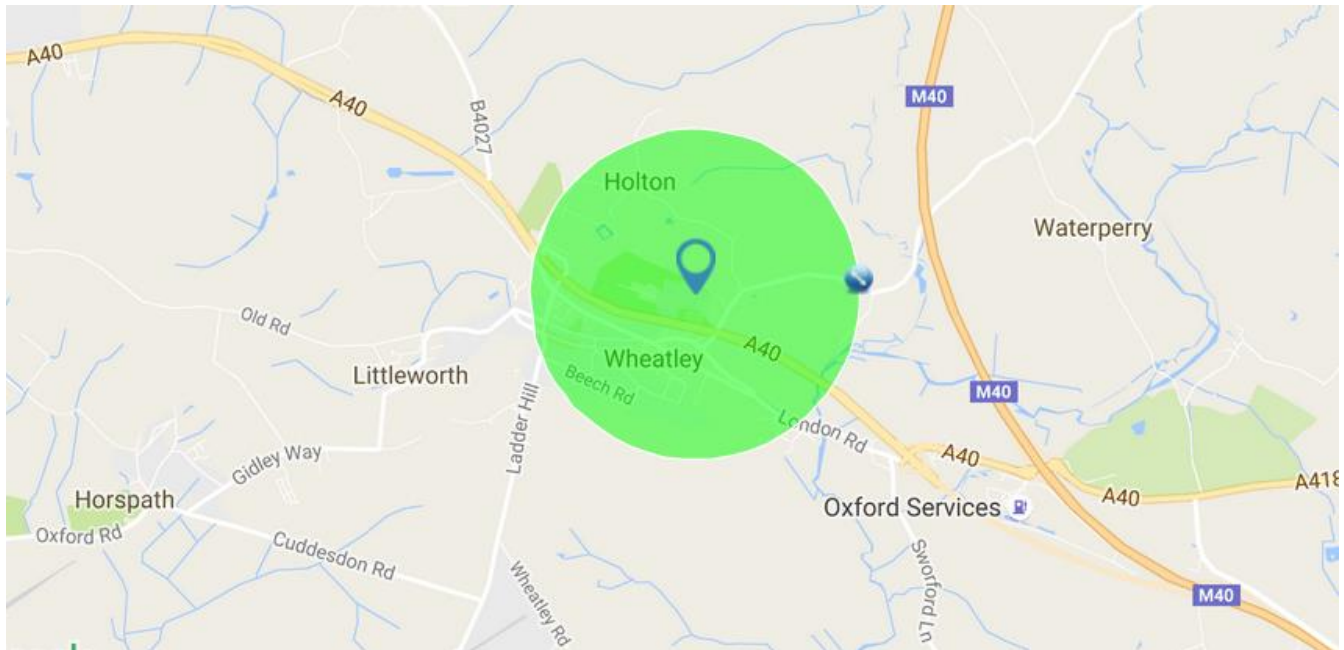 A40
A40
B4027
M40
Holton
Waterperry
Old Rd
A40
Wheatley
Littleworth
Beech Rd
M40
Ladder Hill
London Rd
Gidley Way
A40
A418
Horspath
A40
Oxford Services
Oxford Rd
Cuddesdon Rd
Sworford Ln
Wheatley Rd
M40